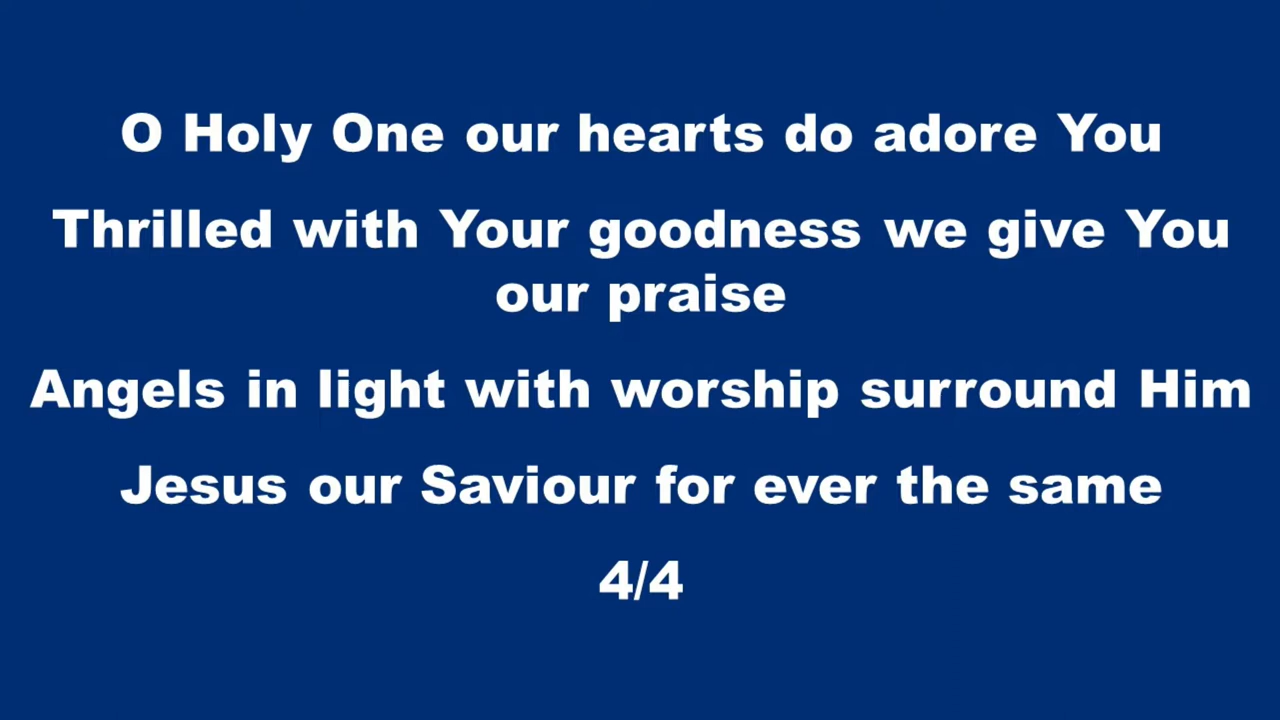 O Holy One our hearts do adore You
Thrilled with Your goodness we give You
our praise
Angels in light with worship surround Him
Jesus our Saviour for ever the same
4/4